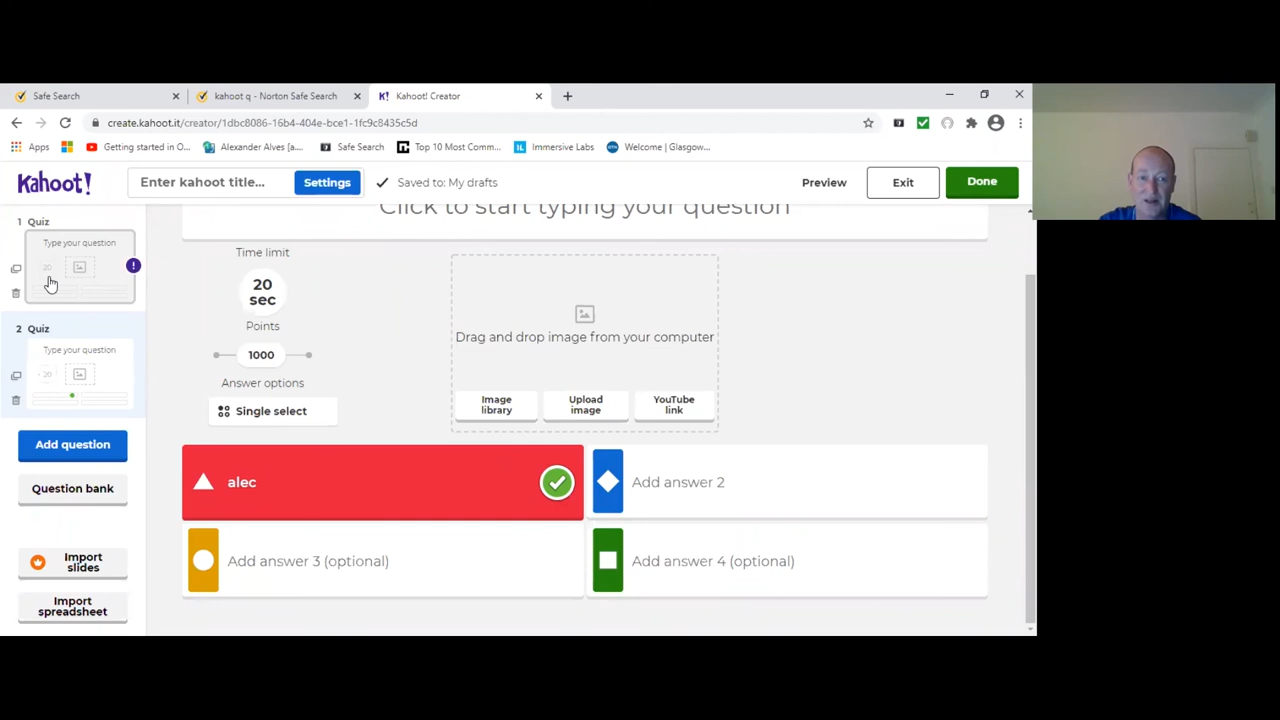 Safe Search
kahoot q - Norton Safe Search
K! Kahoot! Creator
create.kahoot.it/creator/1dbc8086-16b4-404e-bce1-1fc9c8435c5d
Apps
Getting started in O...
Alexander Alves [a...
Safe Search
Top 10 Most Comm...
Immersive Labs
Welcome | Glasgow...
Kahoot!
Enter kahoot title...
Settings
Saved to: My drafts
Preview
Exit
Done
1 Quiz
Type your question
20
2 Quiz
Type your question
20
Add question
Question bank
Import
slides
Import
spreadsheet
Click to start typing your question
Time limit
20
sec
Points
1000
Answer options
Single select
Drag and drop image from your computer
Image
library
Upload
image
YouTube
link
alec
Add answer 2
Add answer 3 (optional)
Add answer 4 (optional)